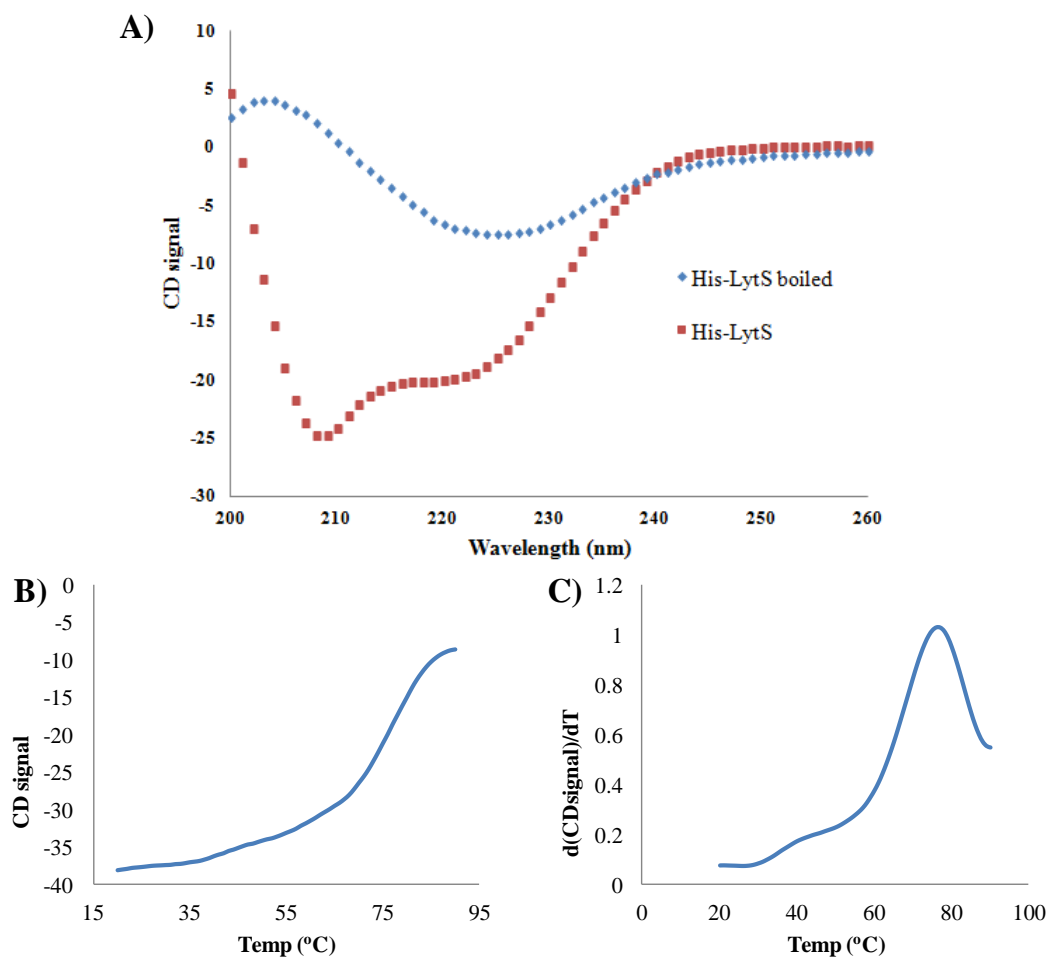 A)
10
5
0
-5
-10
-15
-20
-25
-30
CD signal
200 210 220 230 240 250 260
Wavelength (nm)
His-LytS boiled
His-LytS
B)
0
-5
-10
-15
-20
-25
-30
-35
-40
CD signal
15 35 55 75 95
Temp (ºC)
C)
1.2
1
0.8
0.6
0.4
0.2
0
d(CDsignal)/dT
0 20 40 60 80 100
Temp (ºC)